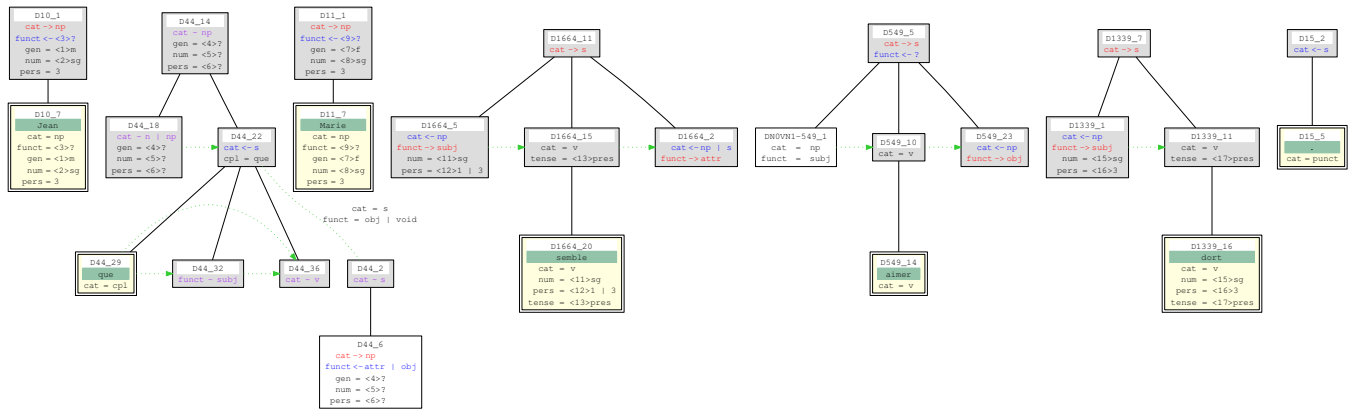 D10_1
cat -> np
funct <- <3>?
gen = <1>m
num = <2>sg
pers = 3
D10_7
Jean
cat = np
funct = <3>?
gen = <1>m
num = <2>sg
pers = 3
D44_14
cat ~ np
gen = <4>?
num = <5>?
pers = <6>?
D44_18
cat ~ n | np
gen = <4>?
num = <5>?
pers = <6>?
D44_22
cat <- s
cpl = que
D44_29
que
cat = cpl
D44_32
funct ~ subj
D44_36
cat ~ v
cat = s
funct = obj | void
D44_2
cat ~ s
D44_6
cat -> np
funct <- attr | obj
gen = <4>?
num = <5>?
pers = <6>?
D11_1
cat -> np
funct <- <9>?
gen = <7>f
num = <8>sg
pers = 3
D11_7
Marie
cat = np
funct = <9>?
gen = <7>f
num = <8>sg
pers = 3
D1664_11
cat -> s
D1664_5
cat <- np
funct -> subj
num = <11>sg
pers = <12>1 | 3
D1664_15
cat = v
tense = <13>pres
D1664_2
cat <- np | s
funct -> attr
D1664_20
semble
cat = v
num = <11>sg
pers = <12>1 | 3
tense = <13>pres
D549_5
cat -> s
funct <- ?
DN0VN1-549_1
cat = np
funct = subj
D549_10
cat = v
D549_23
cat <- np
funct -> obj
D549_14
aimer
cat = v
D1339_7
cat -> s
D1339_1
cat <- np
funct -> subj
num = <15>sg
pers = <16>3
D1339_11
cat = v
tense = <17>pres
D1339_16
dort
cat = v
num = <15>sg
pers = <16>3
tense = <17>pres
D15_2
cat <- s
D15_5
.
cat = punct